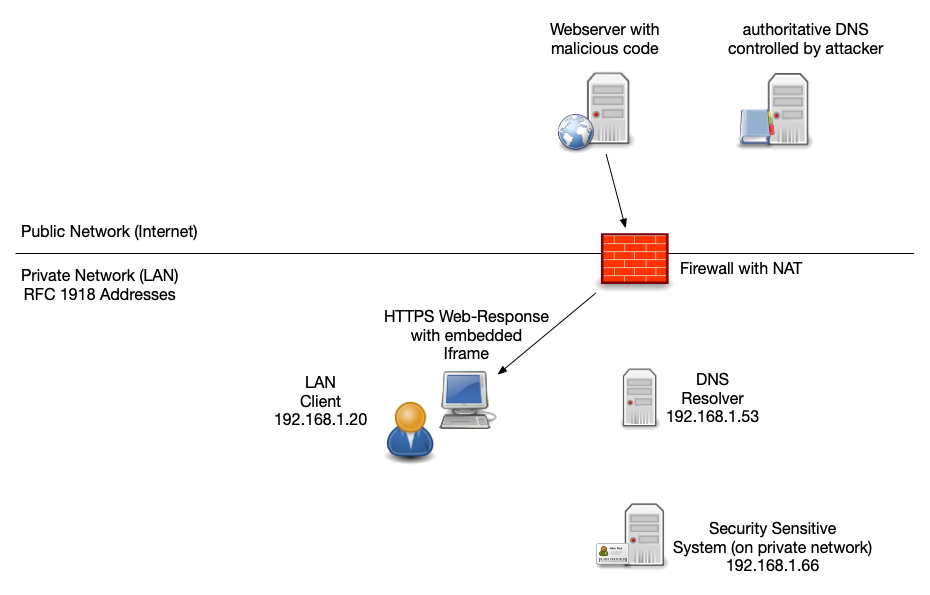 Webserver with
malicious code
authoritative DNS
controlled by attacker
Public Network (Internet)
Private Network (LAN)
RFC 1918 Addresses
Firewall with NAT
HTTPS Web-Response
with embedded
Iframe
LAN
Client
192.168.1.20
DNS
Resolver
192.168.1.53
Security Sensitive
System (on private network)
192.168.1.66